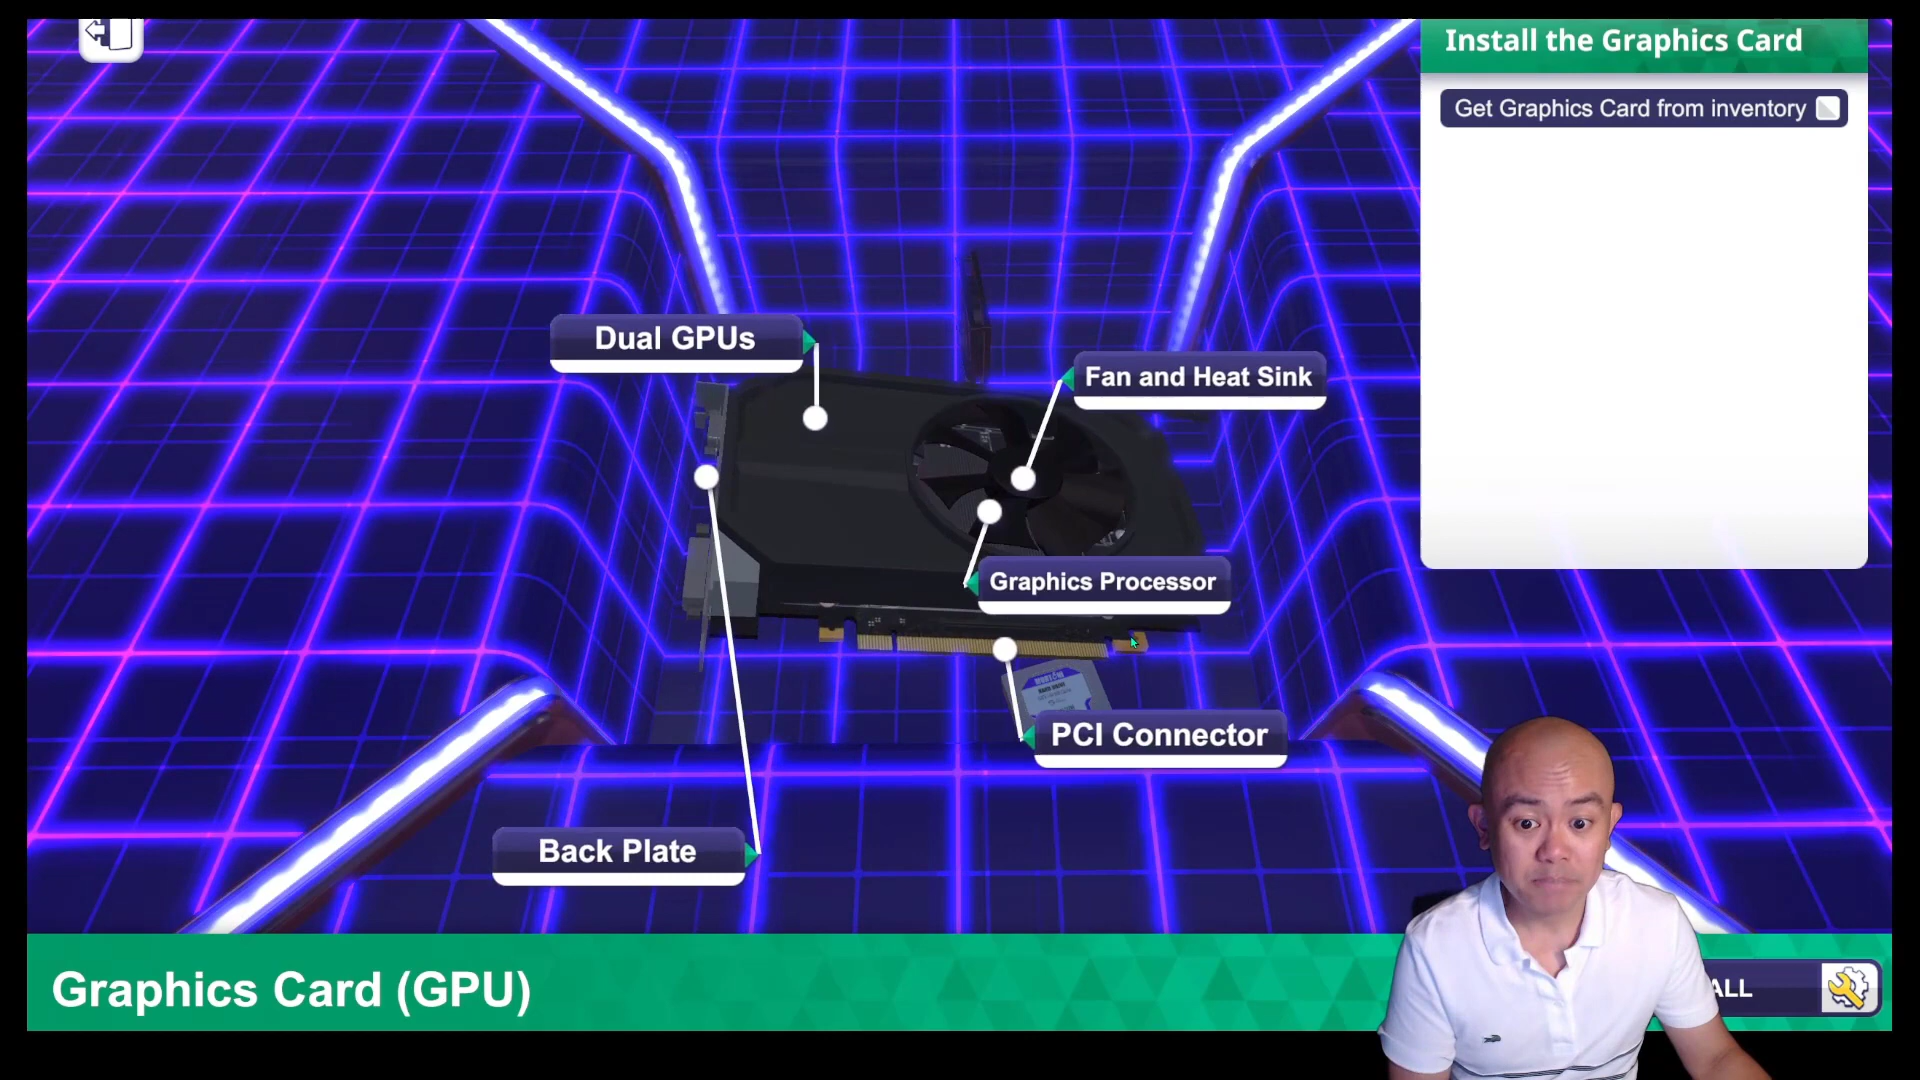 Install the Graphics Card
Get Graphics Card from inventory
Dual GPUs
Fan and Heat Sink
Graphics Processor
PCI Connector
Back Plate
Graphics Card (GPU)
ALL